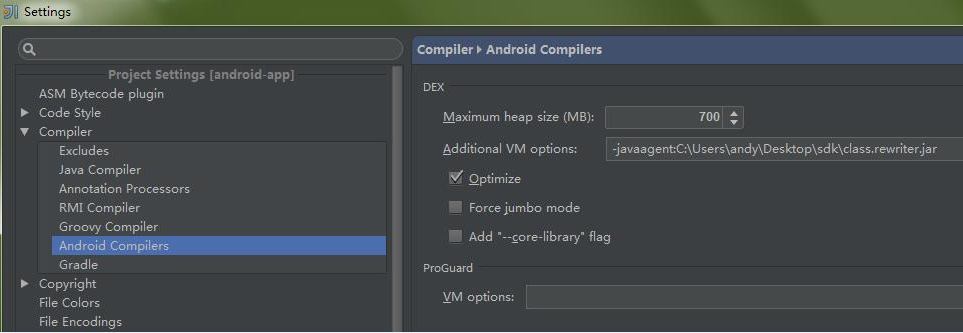 Settings
Project Settings [android-app]
ASM Bytecode plugin
Code Style
Compiler
Excludes
Java Compiler
Annotation Processors
RMI Compiler
Groovy Compiler
Android Compilers
Gradle
Copyright
File Colors
File Encodings
Compiler Android Compilers
DEX
Maximum heap size (MB): 700
Additional VM options: -javaagent:C:\Users\andy\Desktop\sdk\class.rewriter.jar
Optimize
Force jumbo mode
Add "--core-library" flag
ProGuard
VM options: